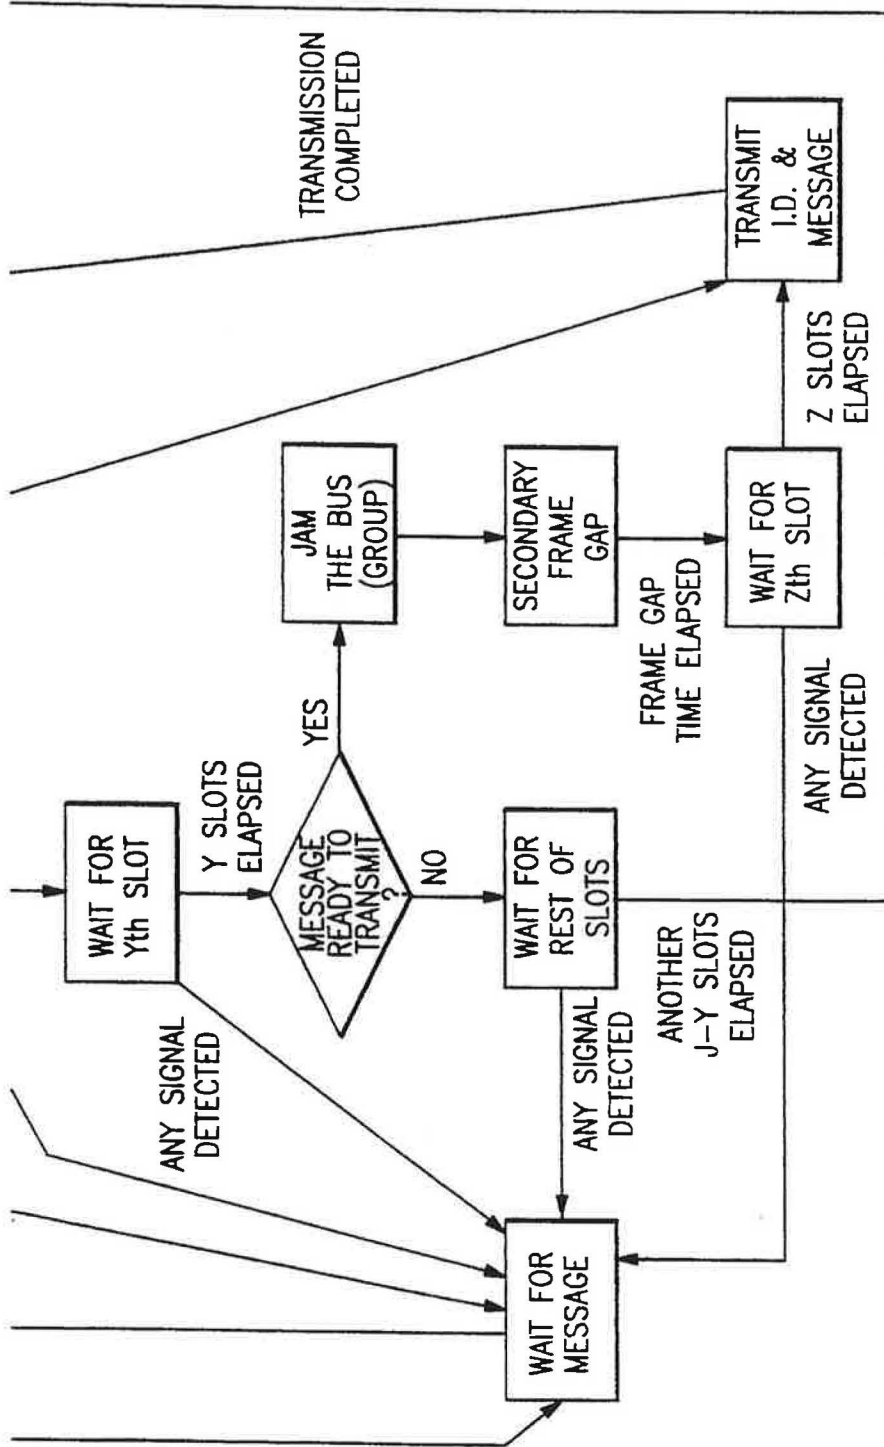 TRANSMISSION
COMPLETED
TRANSMIT
I.D. &
MESSAGE
Z SLOTS
ELAPSED
JAM
THE BUS
(GROUP)
SECONDARY
FRAME
GAP
FRAME GAP
TIME ELAPSED
WAIT FOR
Zth SLOT
ANY SIGNAL
DETECTED
WAIT FOR
Yth SLOT
Y SLOTS
ELAPSED
MESSAGE
READY TO
TRANSMIT
?
YES
NO
WAIT FOR
REST OF
SLOTS
ANOTHER
J-Y SLOTS
ELAPSED
ANY SIGNAL
DETECTED
ANY SIGNAL
DETECTED
WAIT FOR
MESSAGE